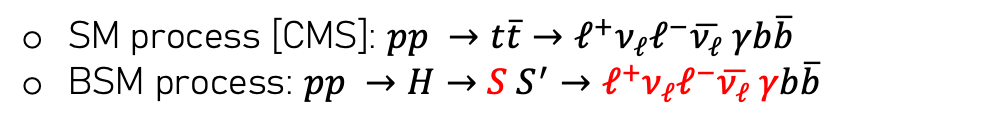 ○ SM process [CMS]: pp → tt̄ → ℓ⁺νℓℓ⁻ν̄ℓ γbb̄
○ BSM process: pp → H → S S′ → ℓ⁺νℓℓ⁻ν̄ℓ γbb̄